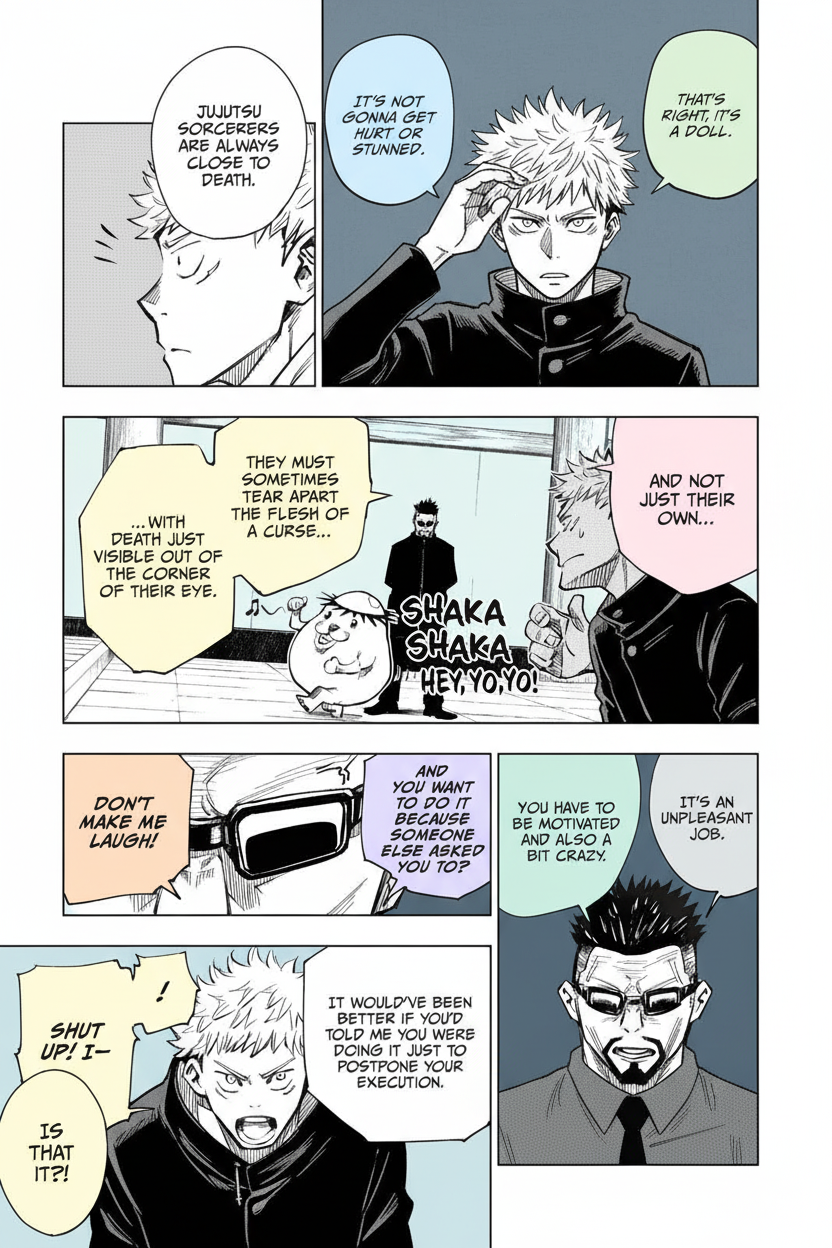 THAT'S
RIGHT, IT'S
A DOLL.
IT'S NOT
GONNA GET
HURT OR
STUNNED.
JUJUTSU
SORCERERS
ARE ALWAYS
CLOSE TO
DEATH.
AND NOT
JUST THEIR
OWN...
THEY MUST
SOMETIMES
TEAR APART
THE FLESH OF
A CURSE...
...WITH
DEATH JUST
VISIBLE OUT OF
THE CORNER
OF THEIR EYE.
SHAKA
SHAKA
HEY, YO, YO!
IT'S AN
UNPLEASANT
JOB.
YOU HAVE TO
BE MOTIVATED
AND ALSO A
BIT CRAZY.
AND
YOU WANT
TO DO IT
BECAUSE
SOMEONE
ELSE ASKED
YOU TO?
DON'T
MAKE ME
LAUGH!
IT WOULD'VE BEEN
BETTER IF YOU'D
TOLD ME YOU WERE
DOING IT JUST TO
POSTPONE YOUR
EXECUTION.
!
SHUT
UP! I—
IS
THAT
IT?!